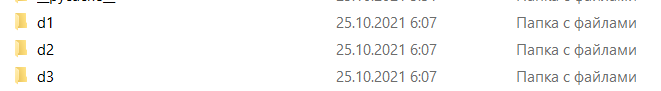 d1 25.10.2021 6:07 Папка с файлами
d2 25.10.2021 6:07 Папка с файлами
d3 25.10.2021 6:07 Папка с файлами